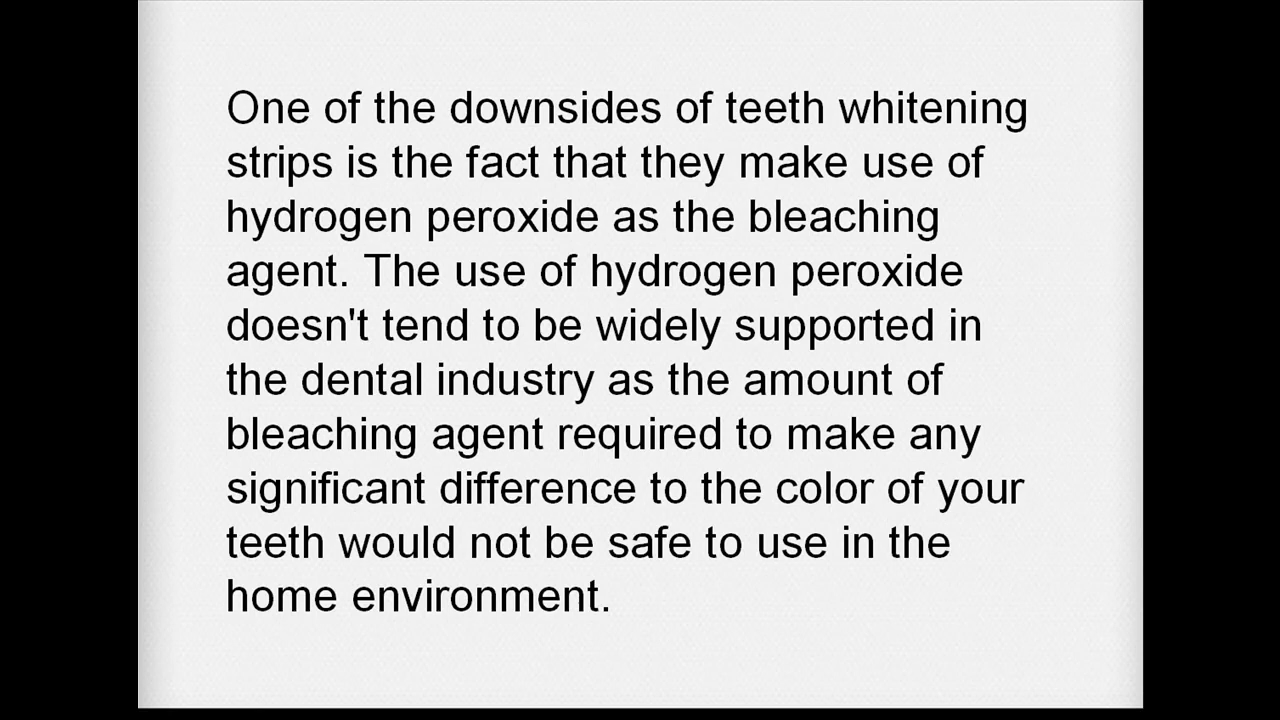 One of the downsides of teeth whitening
strips is the fact that they make use of
hydrogen peroxide as the bleaching
agent. The use of hydrogen peroxide
doesn't tend to be widely supported in
the dental industry as the amount of
bleaching agent required to make any
significant difference to the color of your
teeth would not be safe to use in the
home environment.